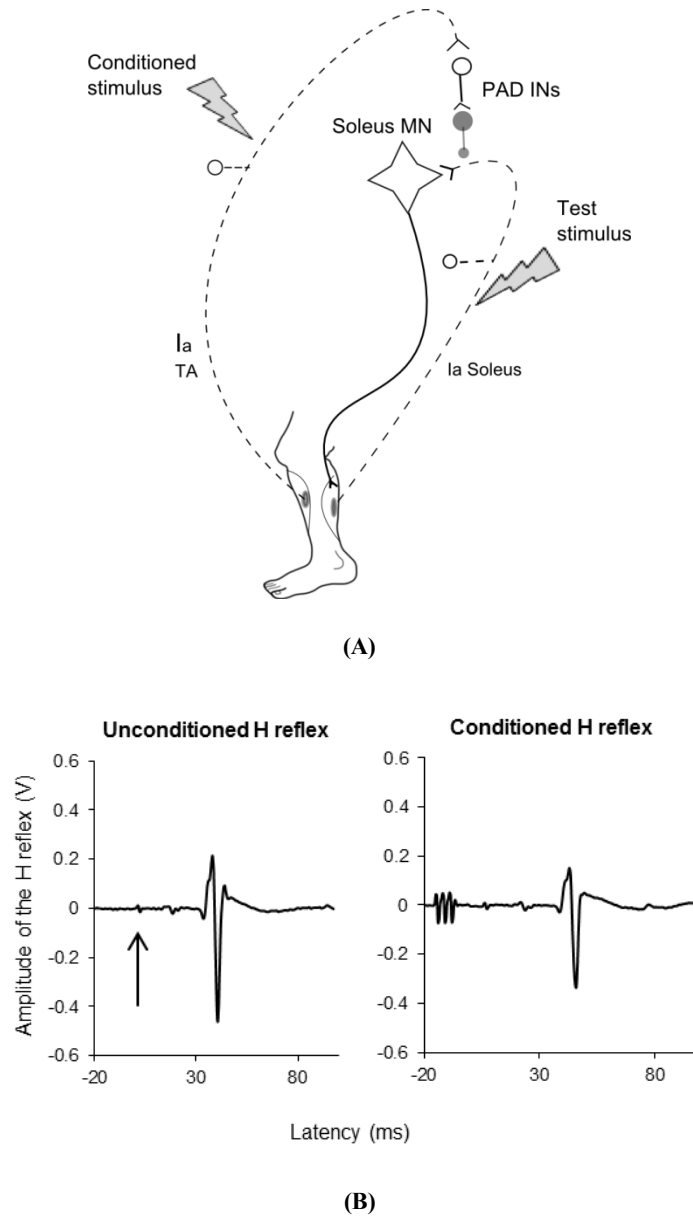 Conditioned
stimulus
PAD INs
Soleus MN
Test
stimulus
Ia
TA
Ia Soleus
(A)
Unconditioned H reflex
Conditioned H reflex
Amplitude of the H reflex (V)
0.6
0.4
0.2
0
-0.2
-0.4
-0.6
-20
30
80
0.6
0.4
0.2
0
-0.2
-0.4
-0.6
-20
30
80
Latency (ms)
(B)